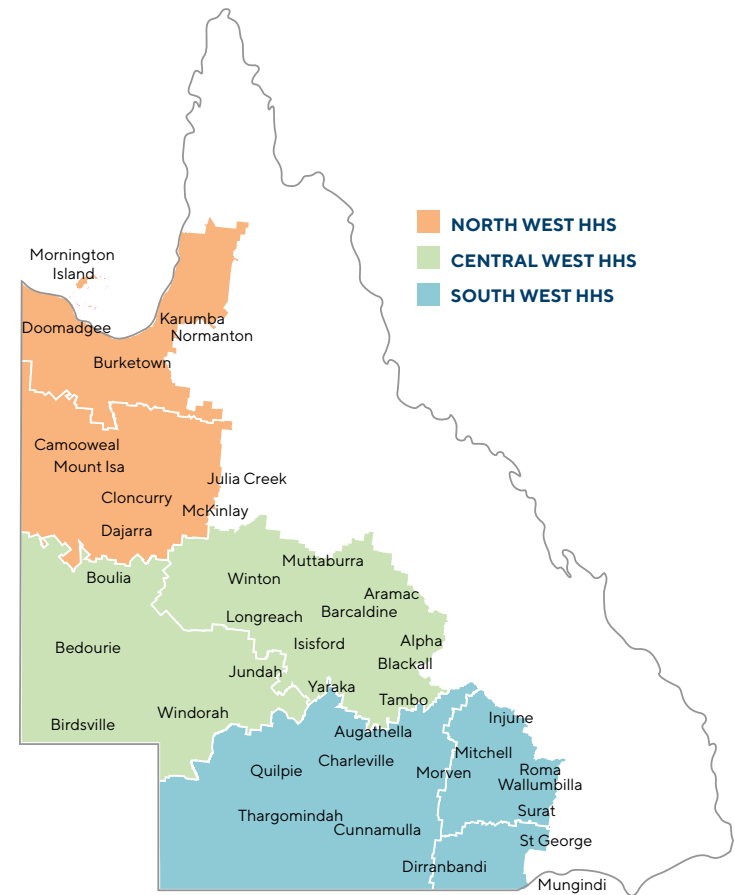 NORTH WEST HHS
CENTRAL WEST HHS
SOUTH WEST HHS
Mornington
Island
Karumba
Doomadgee
Normanton
Burketown
Camooweal
Mount Isa
Julia Creek
Cloncurry
McKinlay
Dajarra
Muttaburra
Boulia
Winton
Aramac
Barcaldine
Longreach
Isisford
Alpha
Bedourie
Blackall
Jundah
Yaraka
Tambo
Windorah
Injune
Birdsville
Augathella
Mitchell
Charleville
Roma
Quilpie
Morven
Wallumbilla
Surat
Thargomindah
Cunnamulla
St George
Dirranbandi
Mungindi